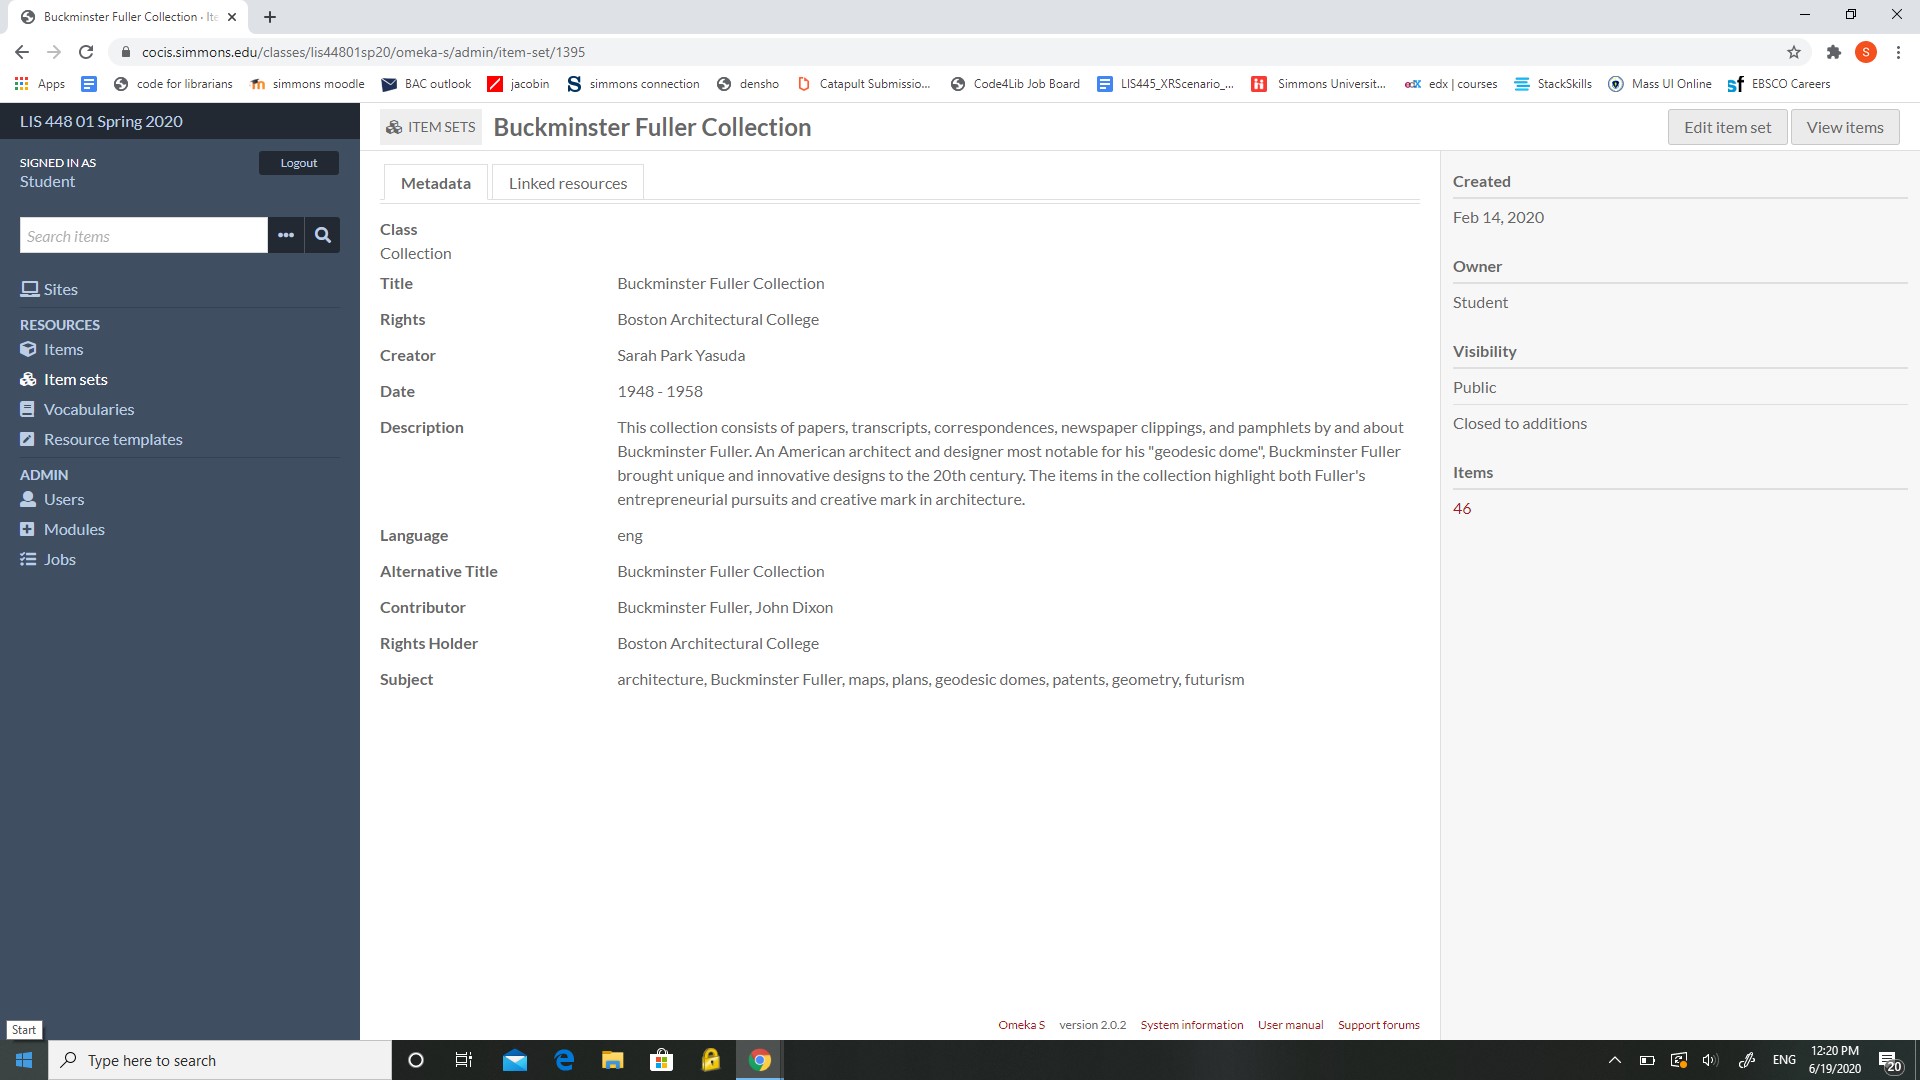 Buckminster Fuller Collection · Ite
cocis.simmons.edu/classes/lis44801sp20/omeka-s/admin/item-set/1395
S
Apps
code for librarians
simmons moodle
BAC outlook
jacobin
simmons connection
densho
Catapult Submissio...
Code4Lib Job Board
LIS445_XRScenario_...
Simmons Universit...
edx | courses
StackSkills
Mass UI Online
EBSCO Careers
LIS 448 01 Spring 2020
SIGNED IN AS
Student
Logout
Search items
Sites
RESOURCES
Items
Item sets
Vocabularies
Resource templates
ADMIN
Users
Modules
Jobs
ITEM SETS Buckminster Fuller Collection
Edit item set
View items
Metadata
Linked resources
Class
Collection
Title Buckminster Fuller Collection
Rights Boston Architectural College
Creator Sarah Park Yasuda
Date 1948 - 1958
Description This collection consists of papers, transcripts, correspondences, newspaper clippings, and pamphlets by and about
Buckminster Fuller. An American architect and designer most notable for his "geodesic dome", Buckminster Fuller
brought unique and innovative designs to the 20th century. The items in the collection highlight both Fuller's
entrepreneurial pursuits and creative mark in architecture.
Language eng
Alternative Title Buckminster Fuller Collection
Contributor Buckminster Fuller, John Dixon
Rights Holder Boston Architectural College
Subject architecture, Buckminster Fuller, maps, plans, geodesic domes, patents, geometry, futurism
Created
Feb 14, 2020
Owner
Student
Visibility
Public
Closed to additions
Items
46
Omeka S version 2.0.2 System information User manual Support forums
Start
Type here to search
ENG
12:20 PM
6/19/2020
20